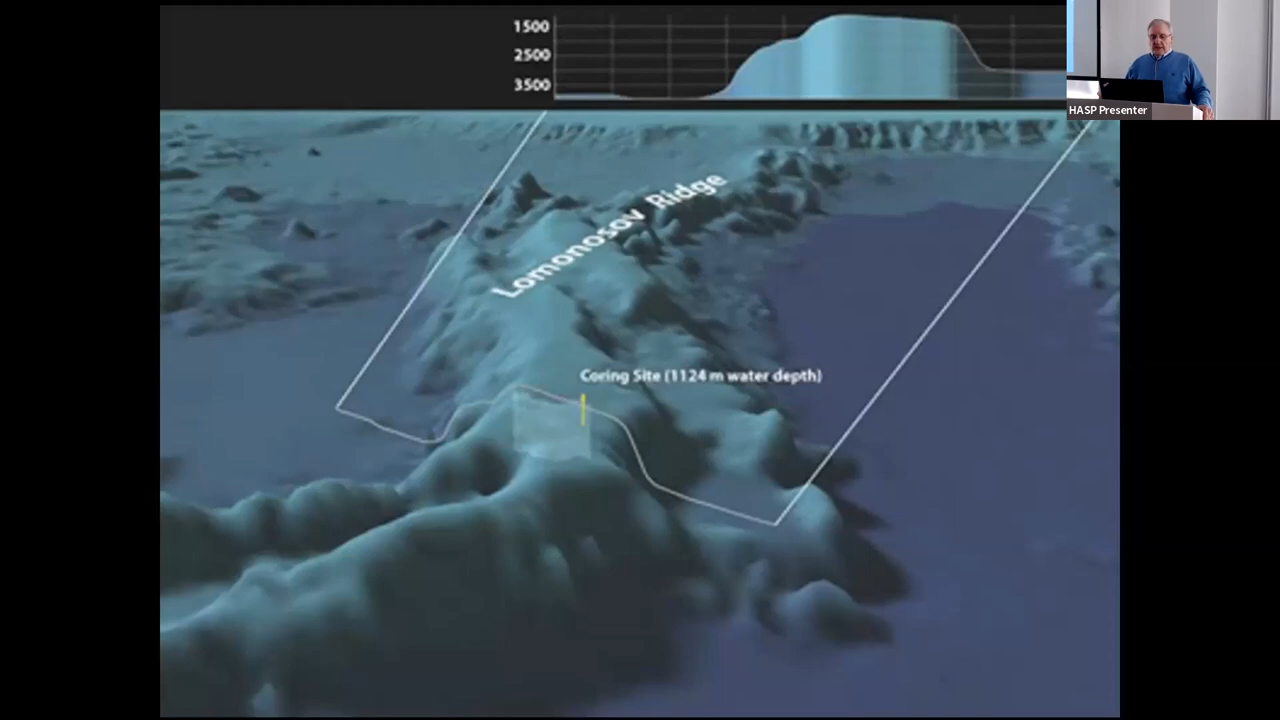 1500
2500
3500
HASP Presenter
Lomonosov Ridge
Coring Site (1124 m water depth)